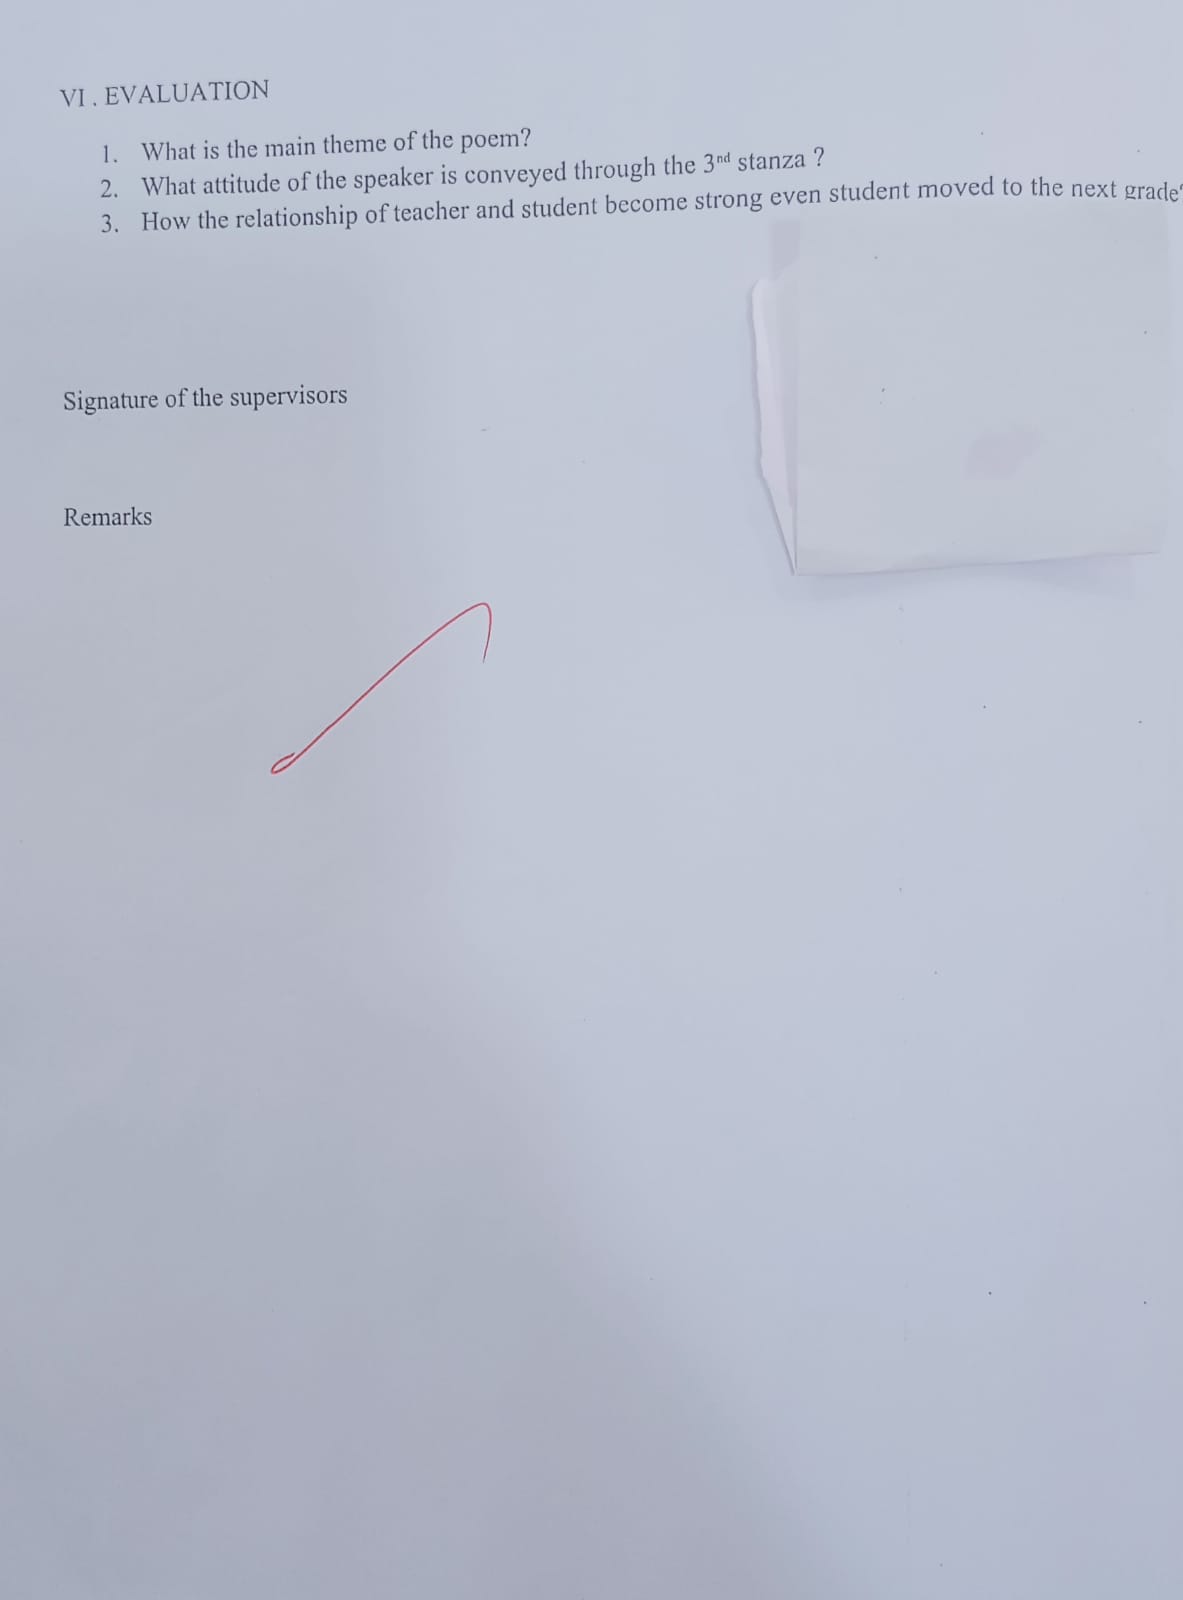 VI . EVALUATION
1. What is the main theme of the poem?
2. What attitude of the speaker is conveyed through the 3nd stanza ?
3. How the relationship of teacher and student become strong even student moved to the next grade?
Signature of the supervisors
Remarks